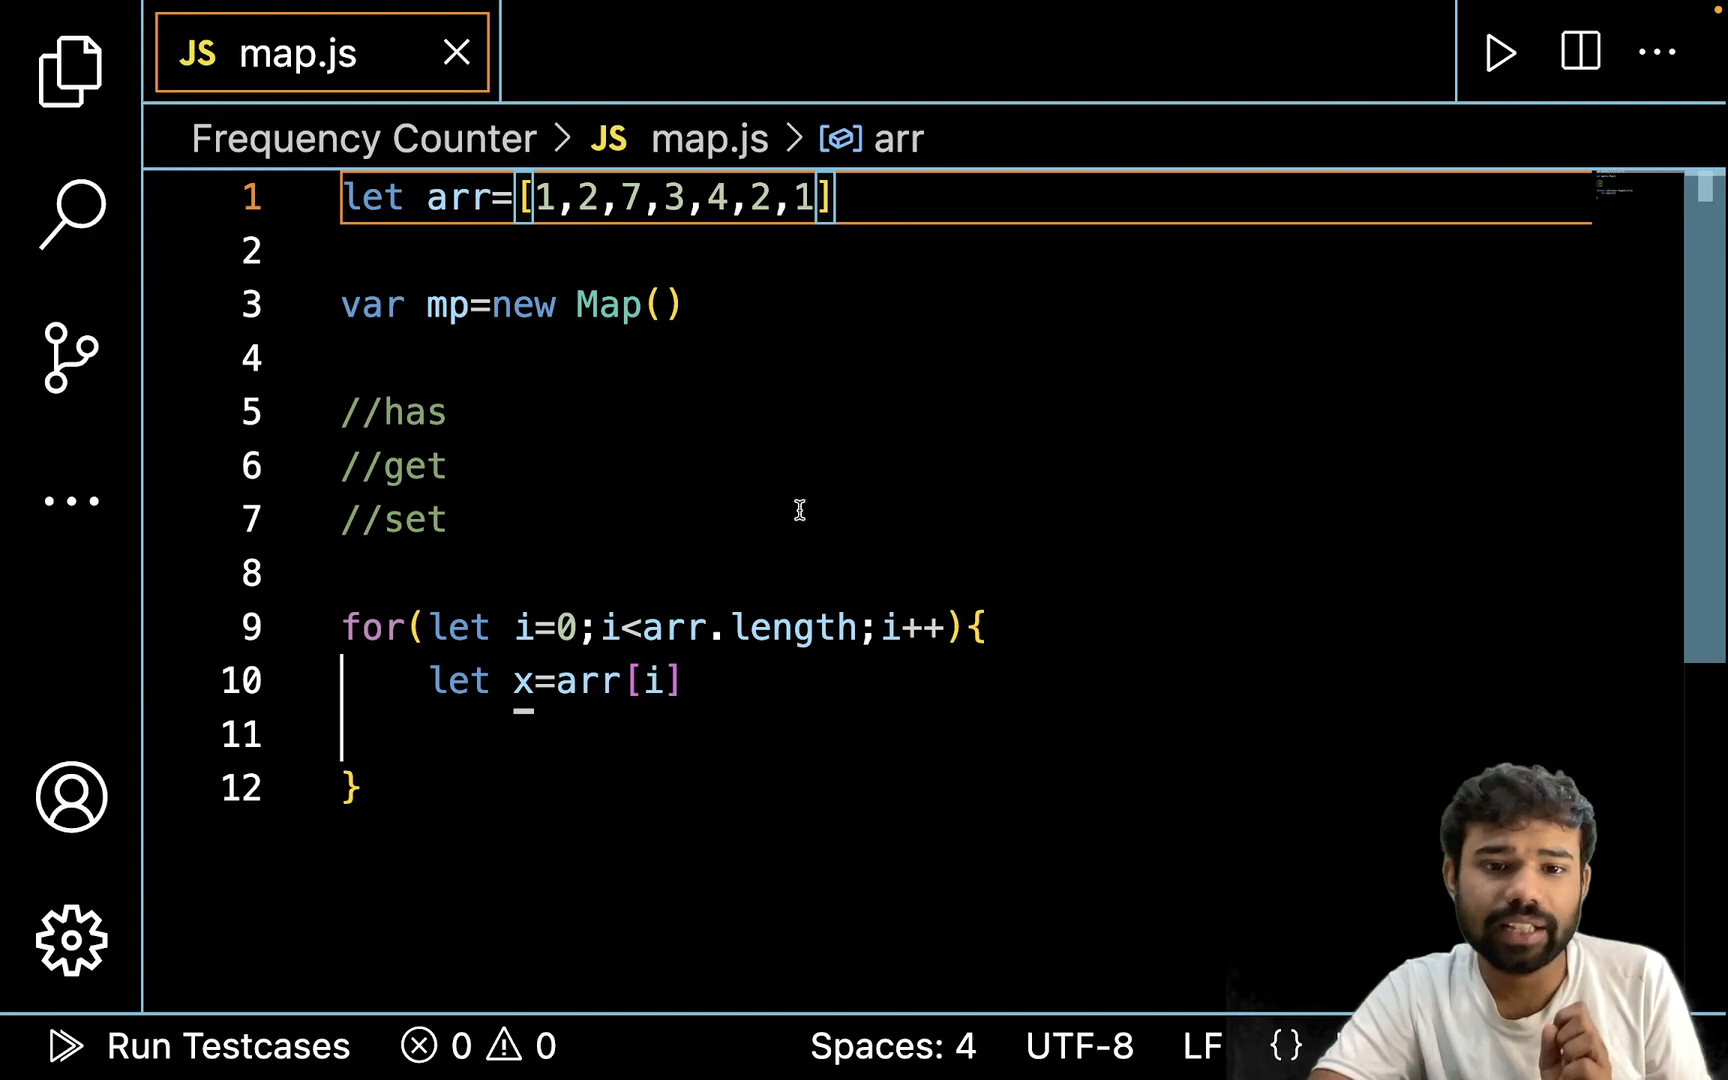 JS map.js
Frequency Counter > JS map.js > arr
1 let arr=[1,2,7,3,4,2,1]
2
3 var mp=new Map()
4
5 //has
6 //get
7 //set
8
9 for(let i=0;i<arr.length;i++){
10 let x=arr[i]
11
12 }
Run Testcases 0 0 Spaces: 4 UTF-8 LF {}